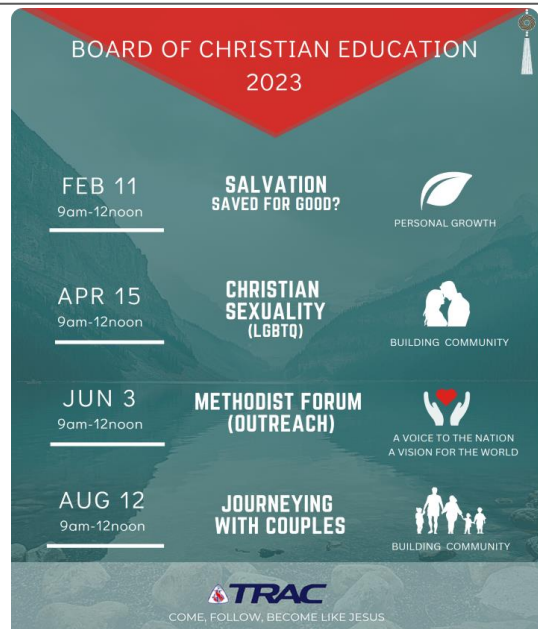 BOARD OF CHRISTIAN EDUCATION
2023
FEB 11
9am-12noon
SALVATION
SAVED FOR GOOD?
PERSONAL GROWTH
APR 15
9am-12noon
CHRISTIAN
SEXUALITY
(LGBTQ)
BUILDING COMMUNITY
JUN 3
9am-12noon
METHODIST FORUM
(OUTREACH)
A VOICE TO THE NATION
A VISION FOR THE WORLD
AUG 12
9am-12noon
JOURNEYING
WITH COUPLES
BUILDING COMMUNITY
TRAC
COME, FOLLOW, BECOME LIKE JESUS